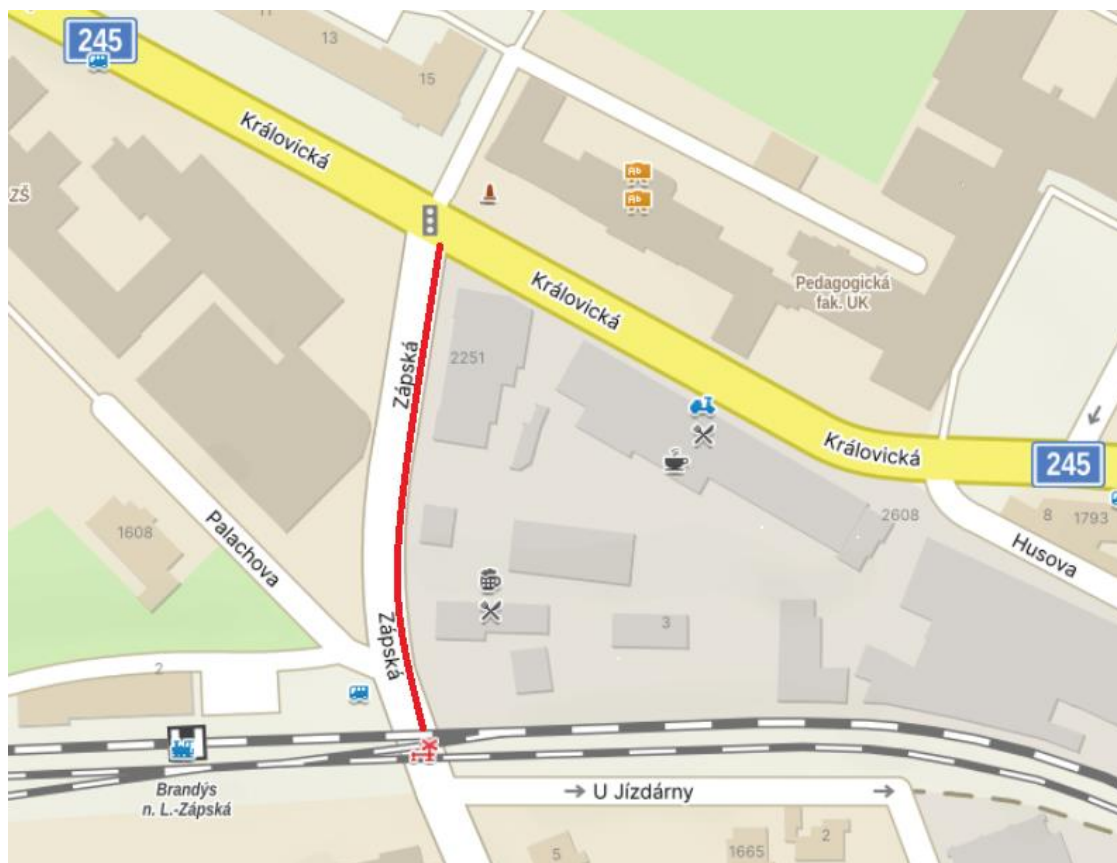 245
13
15
Královická
ZŠ
Královická
Pedagogická
fak. UK
2251
Zápská
Královická
245
Palachova
1608
2608
8
1793
Husova
Zápská
3
2
Brandýs
n. L.-Zápská
U Jízdárny
5
1665
2